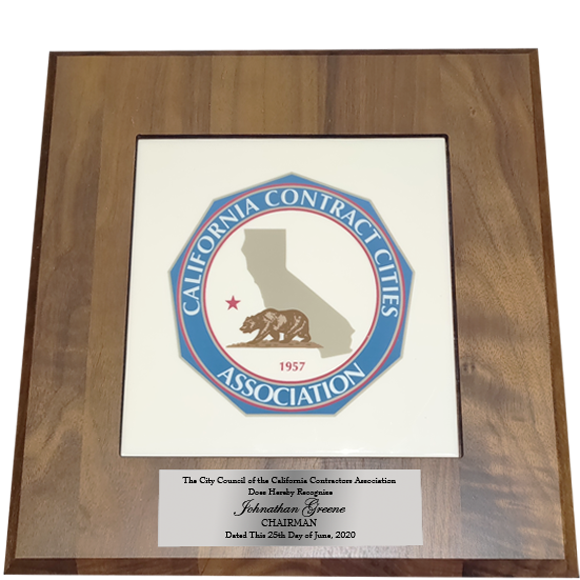 CALIFORNIA CONTRACT CITIES
1957
ASSOCIATION
The City Council of the California Contractors Association
Does Hereby Recognize
Johnathan Greene
CHAIRMAN
Dated This 25th Day of June, 2020